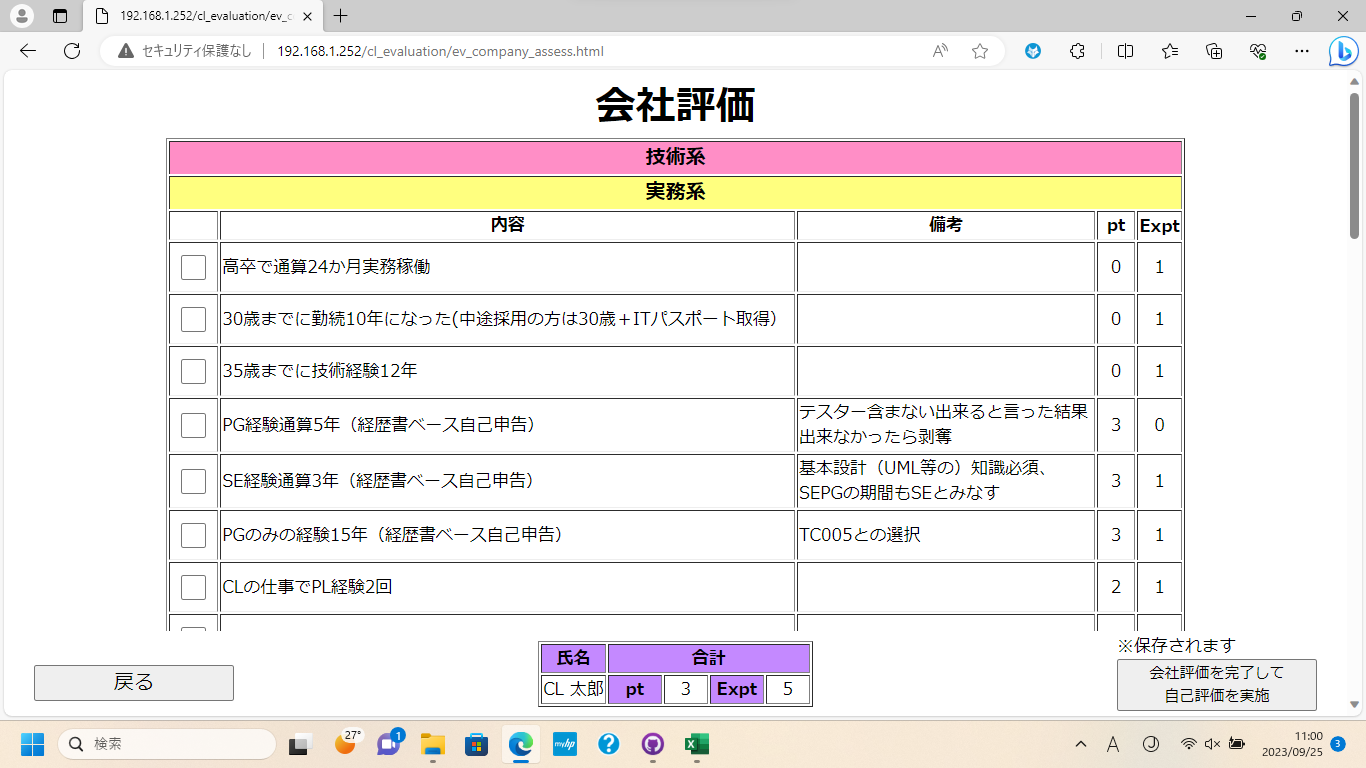 192.168.1.252/cl_evaluation/ev_c
セキュリティ保護なし
192.168.1.252/cl_evaluation/ev_company_assess.html
会社評価
技術系
実務系
内容 備考 pt Expt
高卒で通算24か月実務稼働 0 1
30歳までに勤続10年になった(中途採用の方は30歳＋ITパスポート取得） 0 1
35歳までに技術経験12年 0 1
PG経験通算5年（経歴書ベース自己申告） テスター含まない出来ると言った結果
出来なかったら剥奪 3 0
SE経験通算3年（経歴書ベース自己申告） 基本設計（UML等の）知識必須、
SEPGの期間もSEとみなす 3 1
PGのみの経験15年（経歴書ベース自己申告） TC005との選択 3 1
CLの仕事でPL経験2回 2 1
戻る
氏名 合計
CL 太郎 pt 3 Expt 5
※保存されます
会社評価を完了して
自己評価を実施
検索
27°
1
myhp
A
11:00
2023/09/25
3